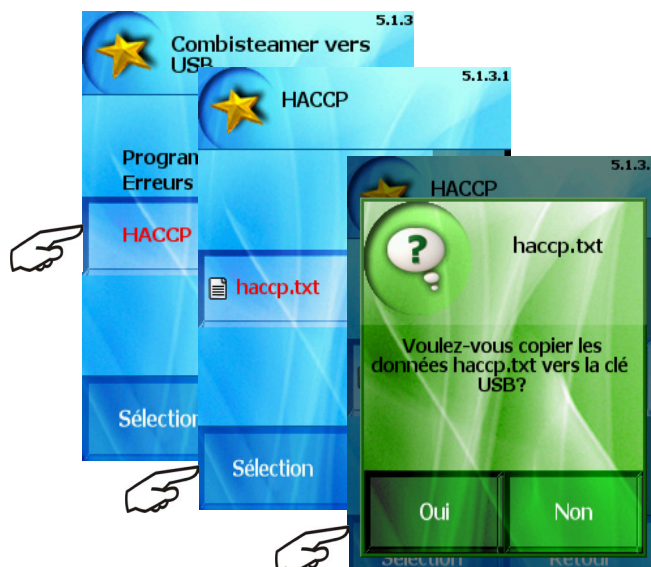 5.1.3
Combisteamer vers
USB
Erreurs
HACCP
5.1.3.1
HACCP
haccp.txt
Sélection
5.1.3.
HACCP
haccp.txt
Voulez-vous copier les
données haccp.txt vers la clé
USB?
Oui
Non
Sélection
Retour